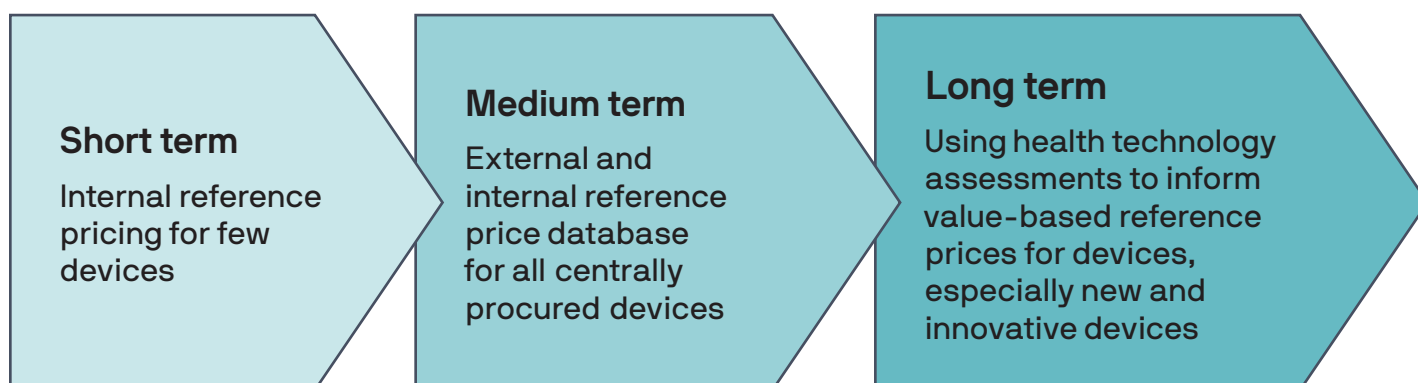 Short term
Internal reference
pricing for few
devices
Medium term
External and
internal reference
price database
for all centrally
procured devices
Long term
Using health technology
assessments to inform
value-based reference
prices for devices,
especially new and
innovative devices